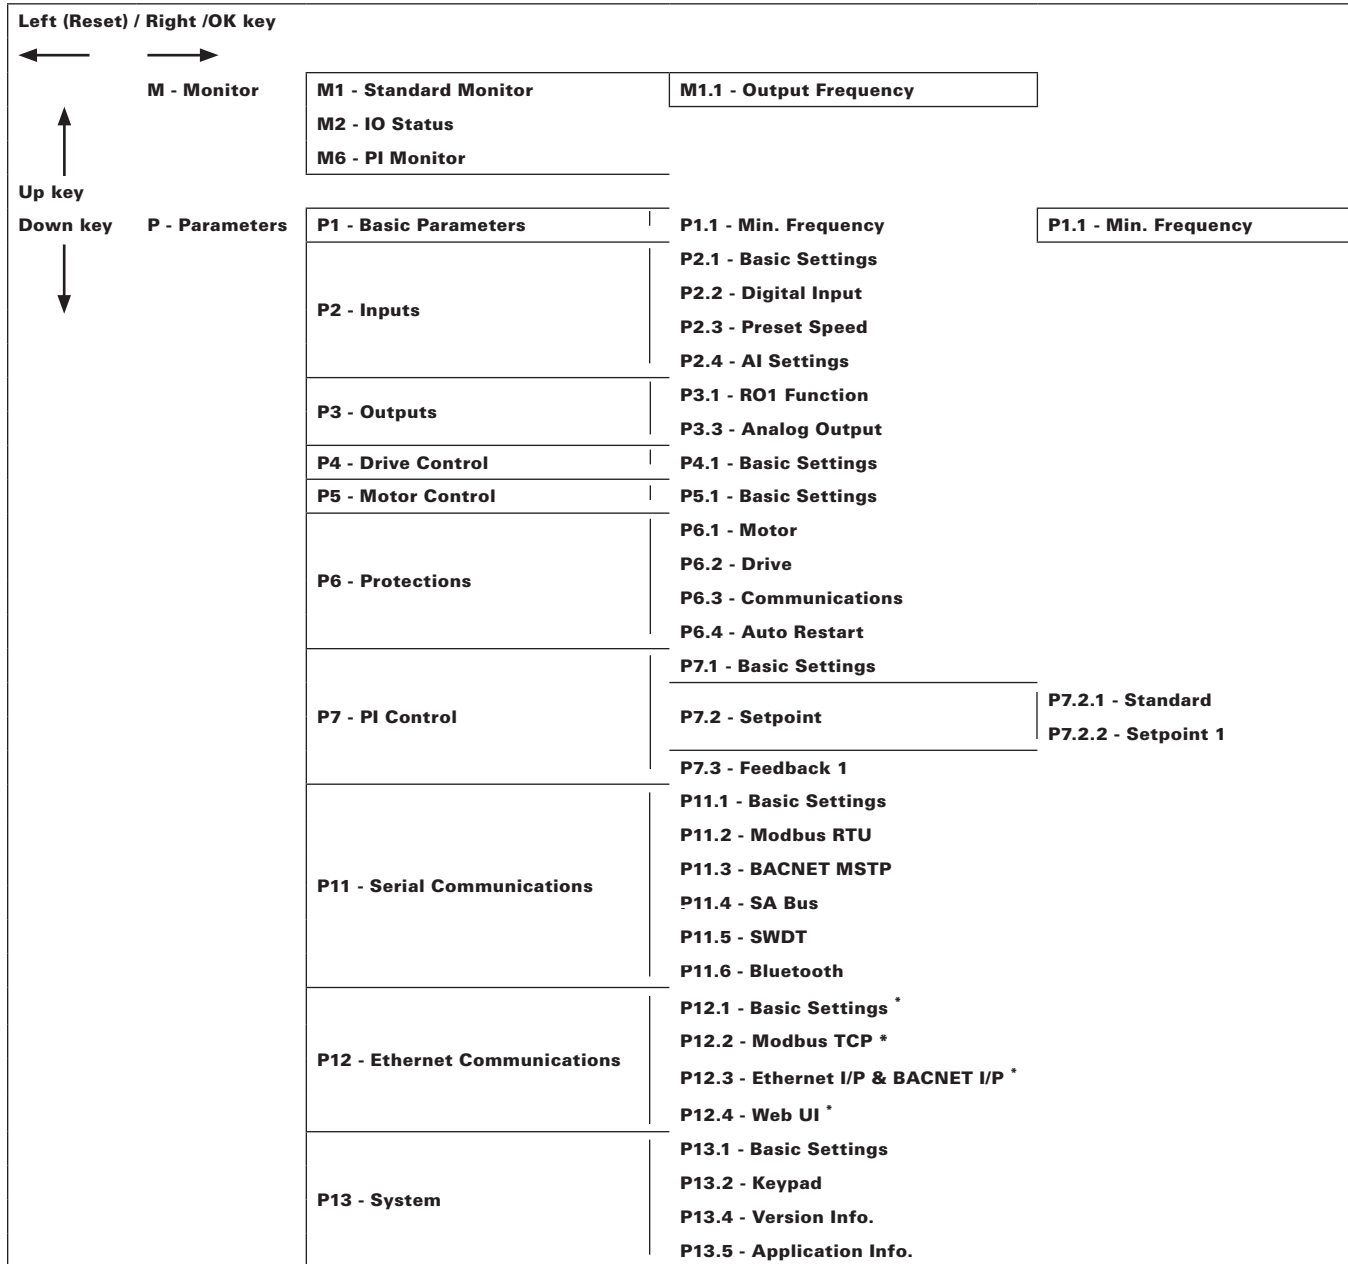 Left (Reset) / Right /OK key
M - Monitor
M1 - Standard Monitor
M1.1 - Output Frequency
M2 - IO Status
M6 - PI Monitor
Up key
Down key
P - Parameters
P1 - Basic Parameters
P1.1 - Min. Frequency
P1.1 - Min. Frequency
P2 - Inputs
P2.1 - Basic Settings
P2.2 - Digital Input
P2.3 - Preset Speed
P2.4 - AI Settings
P3 - Outputs
P3.1 - RO1 Function
P3.3 - Analog Output
P4 - Drive Control
P4.1 - Basic Settings
P5 - Motor Control
P5.1 - Basic Settings
P6 - Protections
P6.1 - Motor
P6.2 - Drive
P6.3 - Communications
P6.4 - Auto Restart
P7 - PI Control
P7.1 - Basic Settings
P7.2 - Setpoint
P7.2.1 - Standard
P7.2.2 - Setpoint 1
P7.3 - Feedback 1
P11 - Serial Communications
P11.1 - Basic Settings
P11.2 - Modbus RTU
P11.3 - BACNET MSTP
P11.4 - SA Bus
P11.5 - SWDT
P11.6 - Bluetooth
P12 - Ethernet Communications
P12.1 - Basic Settings *
P12.2 - Modbus TCP *
P12.3 - Ethernet I/P & BACNET I/P *
P12.4 - Web UI *
P13 - System
P13.1 - Basic Settings
P13.2 - Keypad
P13.4 - Version Info.
P13.5 - Application Info.